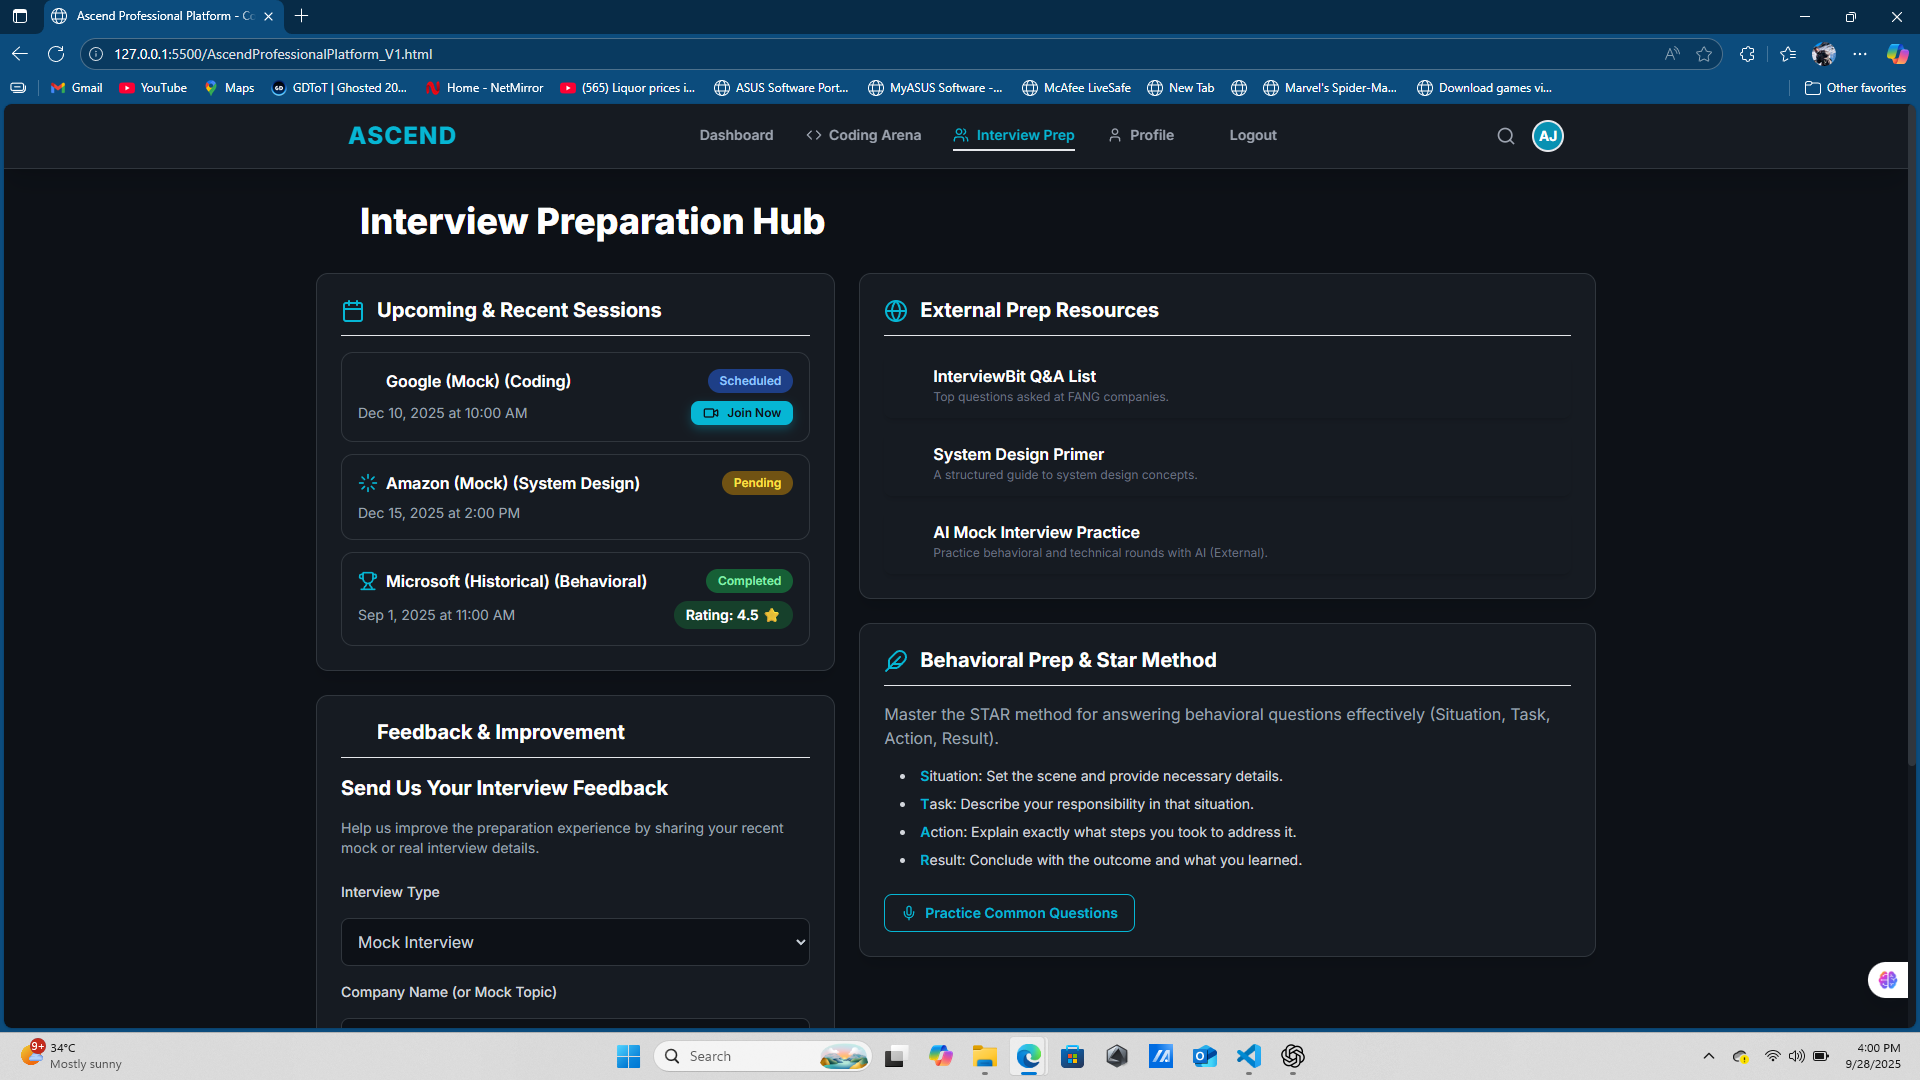 Ascend Professional Platform - Co
127.0.0.1:5500/AscendProfessionalPlatform_V1.html
Gmail
YouTube
Maps
GDToT | Ghosted 20...
Home - NetMirror
(565) Liquor prices i...
ASUS Software Port...
MyASUS Software -...
McAfee LiveSafe
New Tab
Marvel's Spider-Ma...
Download games vi...
Other favorites
ASCEND
Dashboard
Coding Arena
Interview Prep
Profile
Logout
AJ
Interview Preparation Hub
Upcoming & Recent Sessions
Google (Mock) (Coding)
Scheduled
Dec 10, 2025 at 10:00 AM
Join Now
Amazon (Mock) (System Design)
Pending
Dec 15, 2025 at 2:00 PM
Microsoft (Historical) (Behavioral)
Completed
Sep 1, 2025 at 11:00 AM
Rating: 4.5 ⭐
Feedback & Improvement
Send Us Your Interview Feedback
Help us improve the preparation experience by sharing your recent
mock or real interview details.
Interview Type
Mock Interview
Company Name (or Mock Topic)
External Prep Resources
InterviewBit Q&A List
Top questions asked at FANG companies.
System Design Primer
A structured guide to system design concepts.
AI Mock Interview Practice
Practice behavioral and technical rounds with AI (External).
Behavioral Prep & Star Method
Master the STAR method for answering behavioral questions effectively (Situation, Task,
Action, Result).
• Situation: Set the scene and provide necessary details.
• Task: Describe your responsibility in that situation.
• Action: Explain exactly what steps you took to address it.
• Result: Conclude with the outcome and what you learned.
Practice Common Questions
9+
34°C
Mostly sunny
Search
4:00 PM
9/28/2025